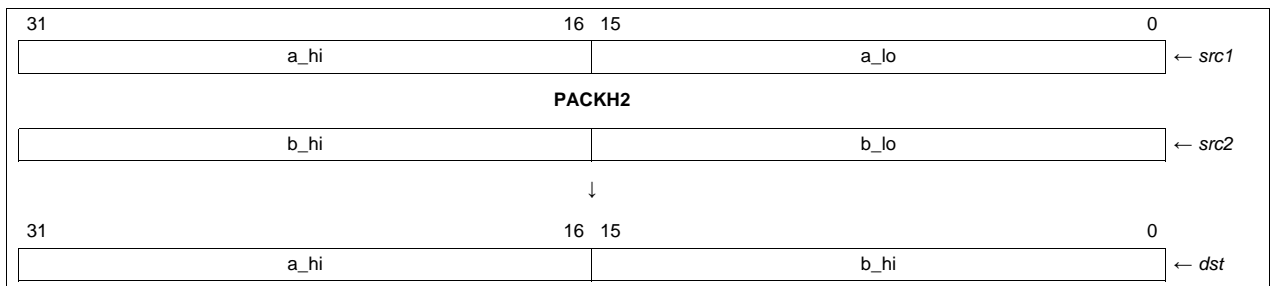 31 16 15 0
a_hi a_lo ← src1
PACKH2
b_hi b_lo ← src2
↓
31 16 15 0
a_hi b_hi ← dst